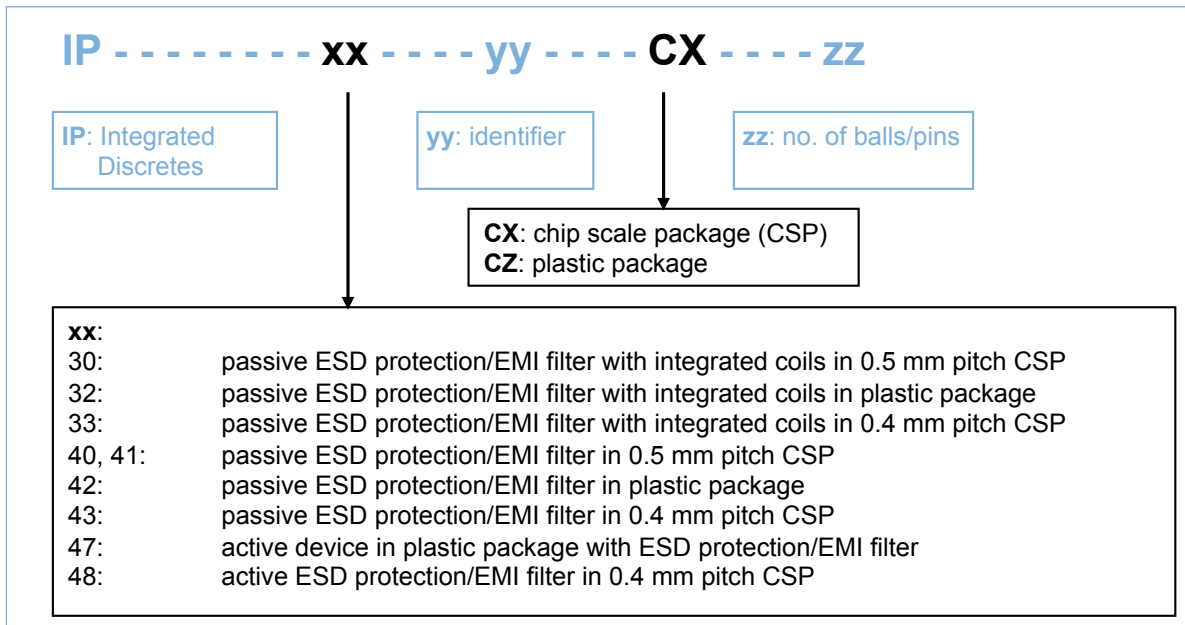 IP - - - - - - - - xx - - - - yy - - - - CX - - - - zz
IP: Integrated
Discretes
yy: identifier
zz: no. of balls/pins
CX: chip scale package (CSP)
CZ: plastic package
xx:
30: passive ESD protection/EMI filter with integrated coils in 0.5 mm pitch CSP
32: passive ESD protection/EMI filter with integrated coils in plastic package
33: passive ESD protection/EMI filter with integrated coils in 0.4 mm pitch CSP
40, 41: passive ESD protection/EMI filter in 0.5 mm pitch CSP
42: passive ESD protection/EMI filter in plastic package
43: passive ESD protection/EMI filter in 0.4 mm pitch CSP
47: active device in plastic package with ESD protection/EMI filter
48: active ESD protection/EMI filter in 0.4 mm pitch CSP